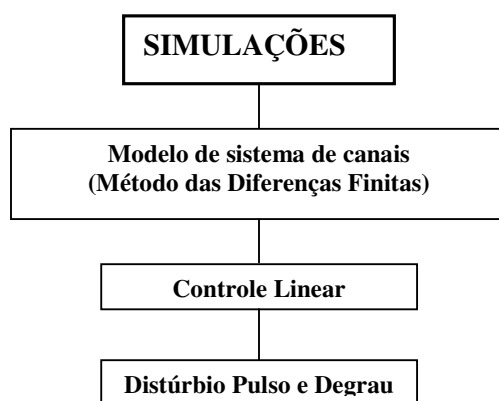 SIMULAÇÕES
Modelo de sistema de canais
(Método das Diferenças Finitas)
Controle Linear
Distúrbio Pulso e Degrau